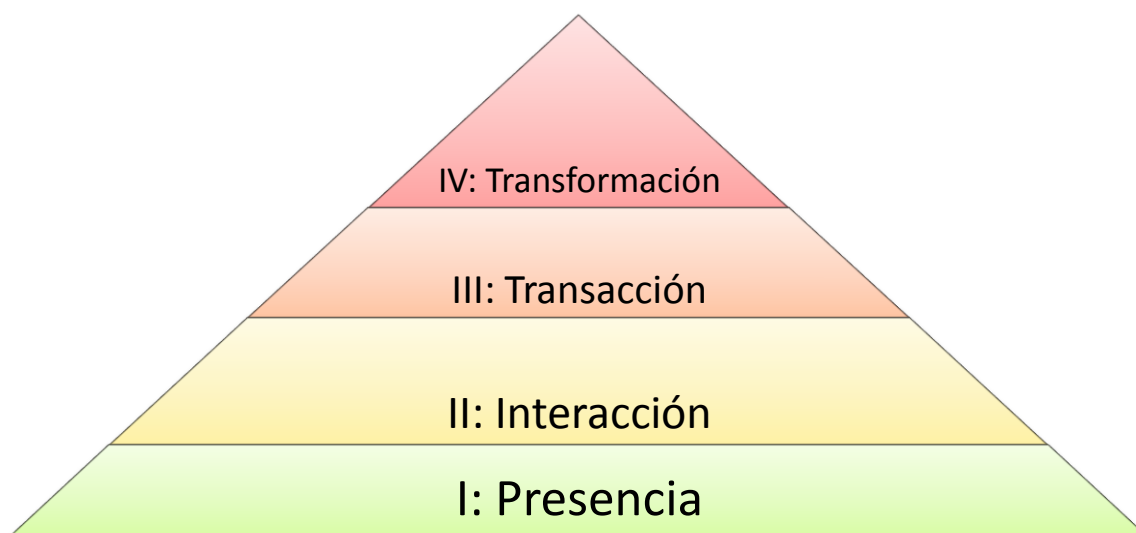 IV: Transformación
III: Transacción
II: Interacción
I: Presencia